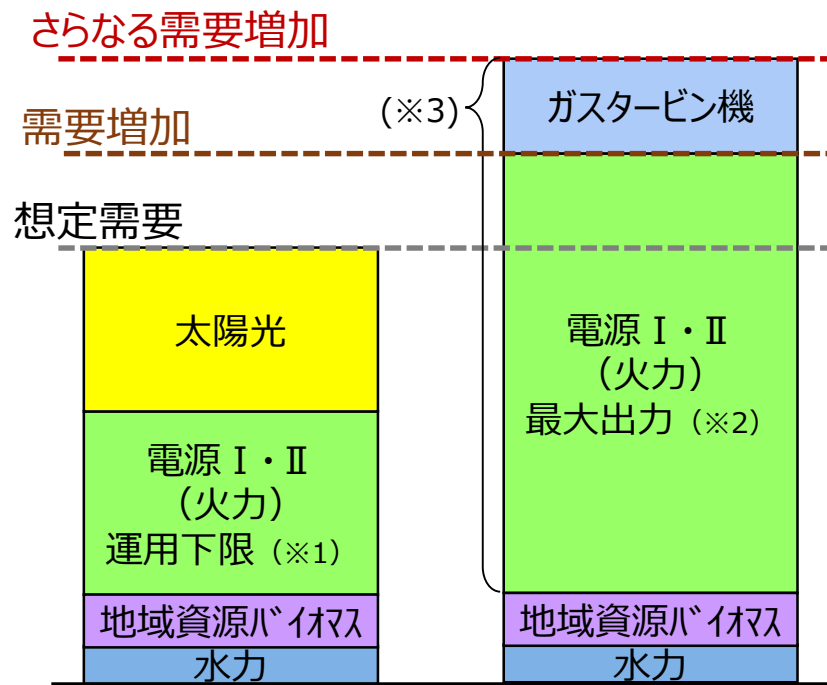 さらなる需要増加
需要増加
想定需要
太陽光
電源Ⅰ・Ⅱ
（火力）
運用下限（※1）
地域資源ﾊﾞｲｵﾏｽ
水力
(※3)
ガスタービン機
電源Ⅰ・Ⅱ
（火力）
最大出力（※2）
地域資源ﾊﾞｲｵﾏｽ
水力